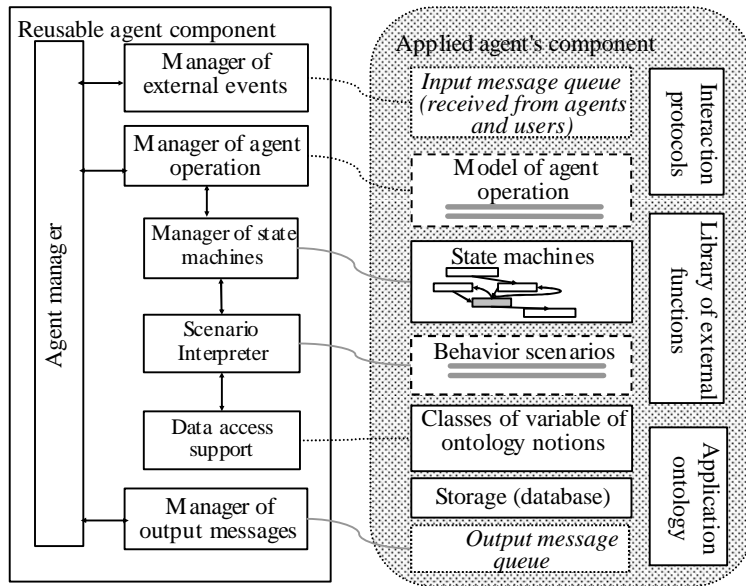 Reusable agent component
Agent manager
Manager of
external events
Manager of agent
operation
Manager of state
machines
Scenario
Interpreter
Data access
support
Manager of
output messages
Applied agent's component
Input message queue
(received from agents
and users)
Model of agent
operation
State machines
Behavior scenarios
Classes of variable of
ontology notions
Storage (database)
Output message
queue
Interaction
protocols
Library of external
functions
Application
ontology